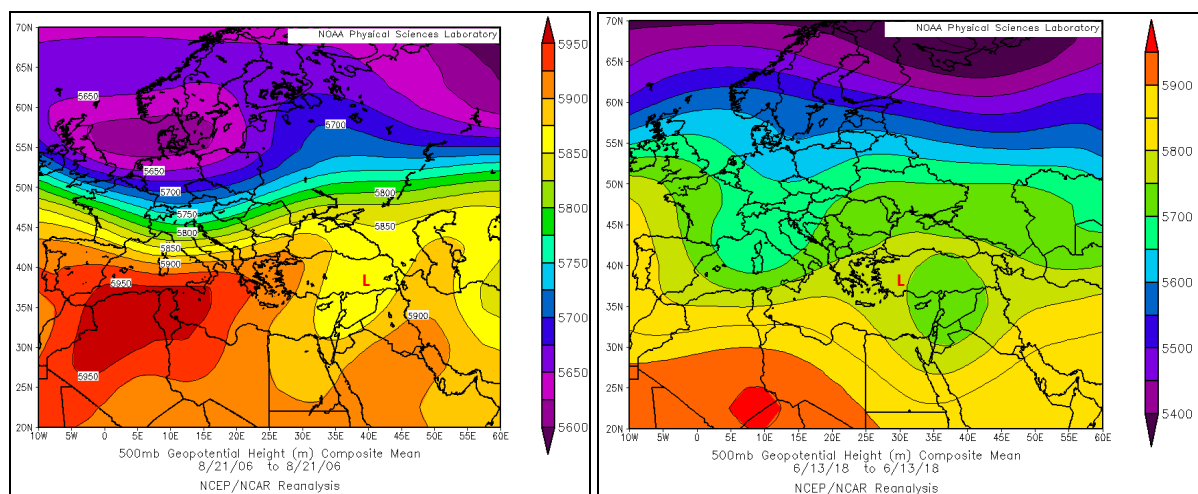 NOAA Physical Sciences Laboratory
70N
65N
60N
55N
50N
45N
40N
35N
30N
25N
20N
5650
5700
5650
5700
5750
5800
5800
5850
5850
5900
5950
5900
5950
L
10W 5W 0 5E 10E 15E 20E 25E 30E 35E 40E 45E 50E 55E 60E
5950
5900
5850
5800
5750
5700
5650
5600
500mb Geopotential Height (m) Composite Mean
8/21/06 to 8/21/06
NCEP/NCAR Reanalysis
NOAA Physical Sciences Laboratory
70N
65N
60N
55N
50N
45N
40N
35N
30N
25N
20N
L
10W 5W 0 5E 10E 15E 20E 25E 30E 35E 40E 45E 50E 55E 60E
5900
5800
5700
5600
5500
5400
500mb Geopotential Height (m) Composite Mean
6/13/18 to 6/13/18
NCEP/NCAR Reanalysis